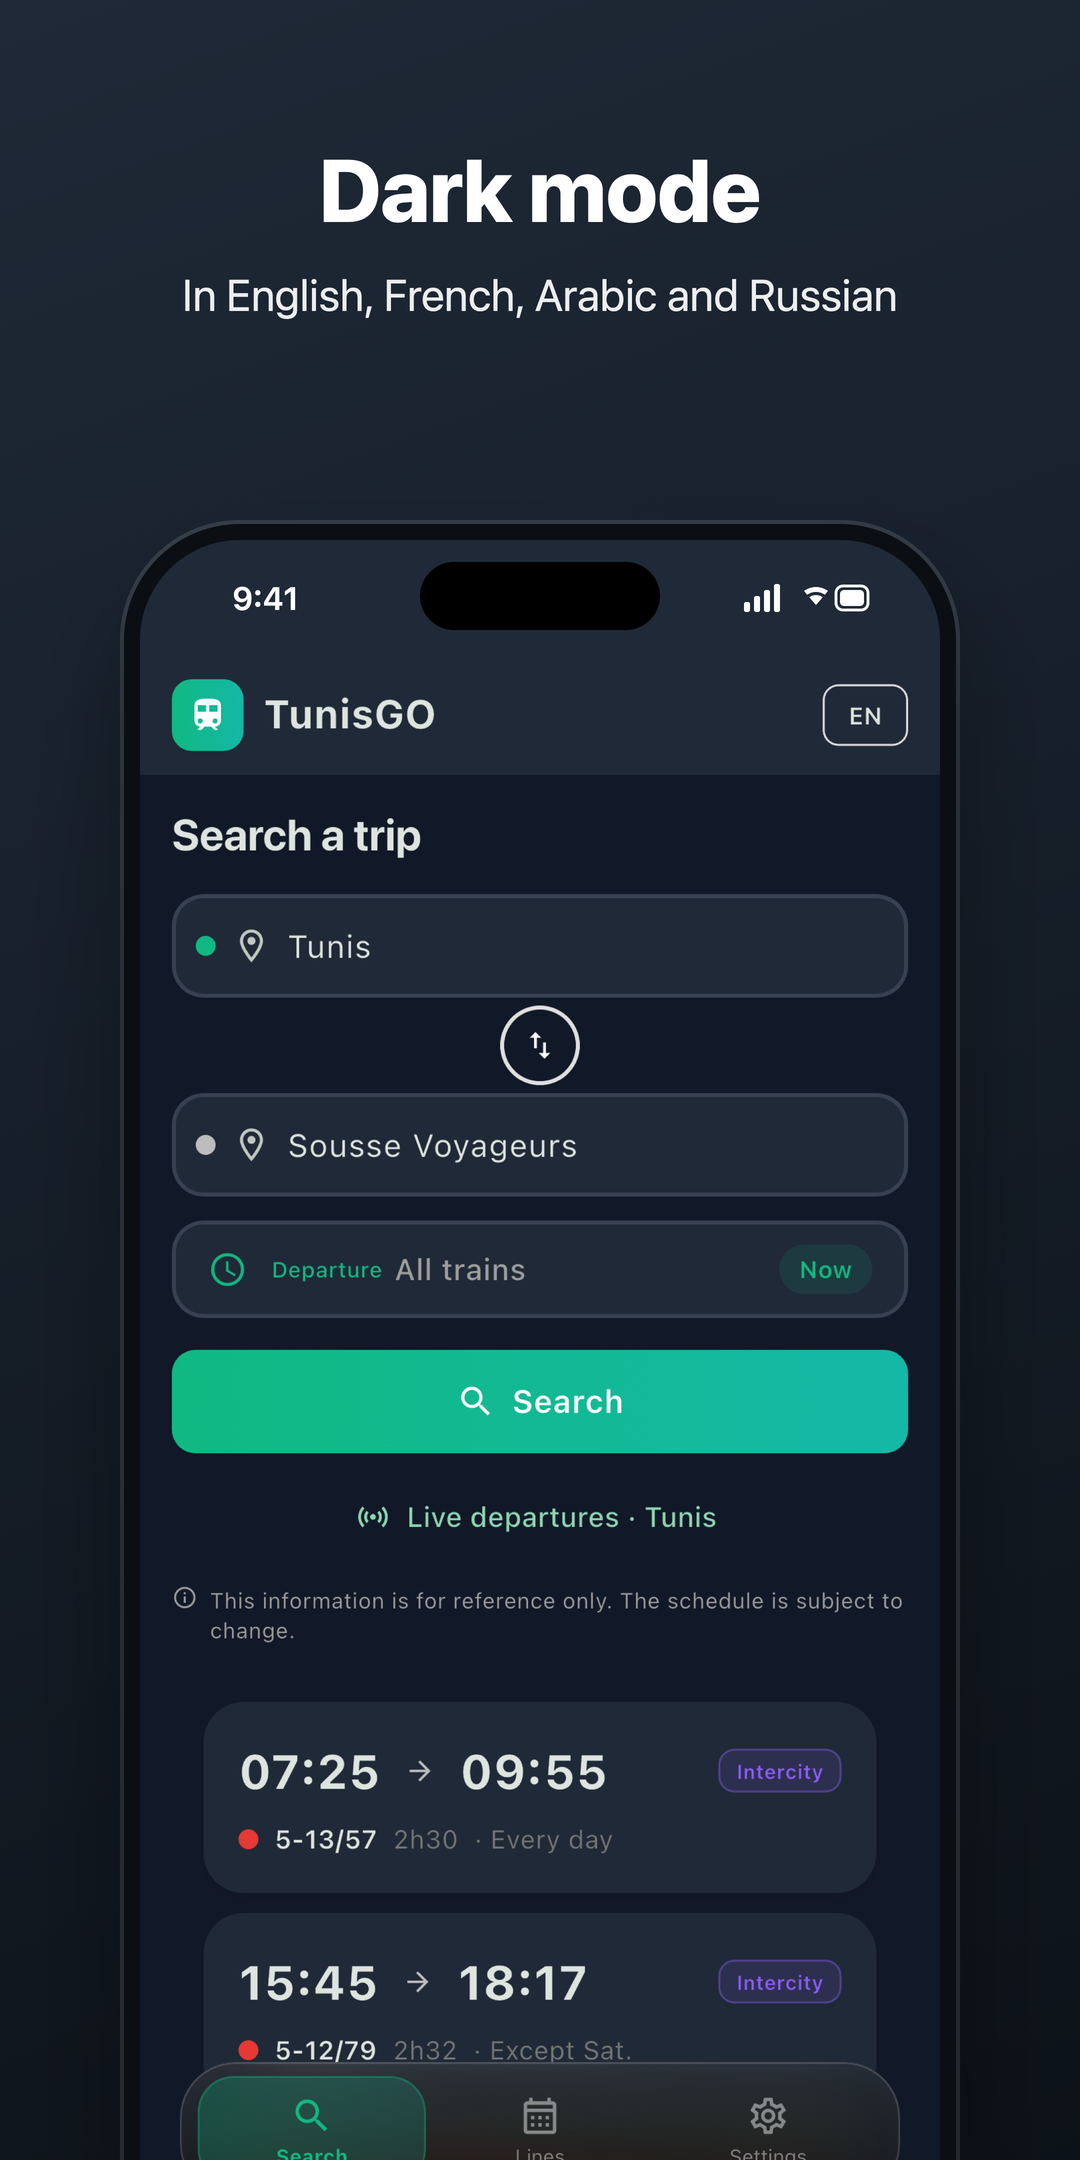 Dark mode
In English, French, Arabic and Russian
9:41
TunisGO
EN
Search a trip
Tunis
Sousse Voyageurs
Departure All trains Now
Search
Live departures · Tunis
This information is for reference only. The schedule is subject to
change.
07:25 → 09:55 Intercity
5-13/57 2h30 · Every day
15:45 → 18:17 Intercity
5-12/79 2h32 · Except Sat.
Search Lines Settings